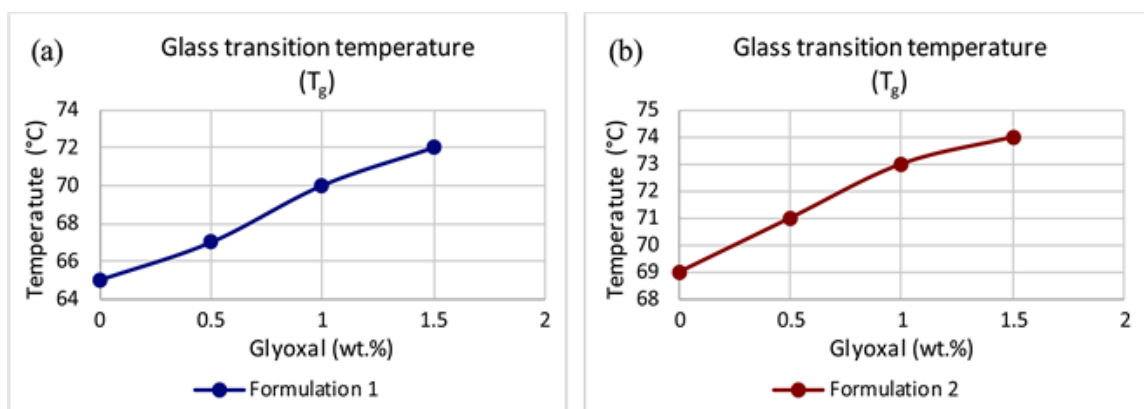 (a)
Glass transition temperature
(Tg)
74
72
70
68
66
64
Temperatute (°C)
0 0.5 1 1.5 2
Glyoxal (wt.%)
Formulation 1
(b)
Glass transition temperature
(Tg)
75
74
73
72
71
70
69
68
Temperatute (°C)
0 0.5 1 1.5 2
Glyoxal (wt.%)
Formulation 2